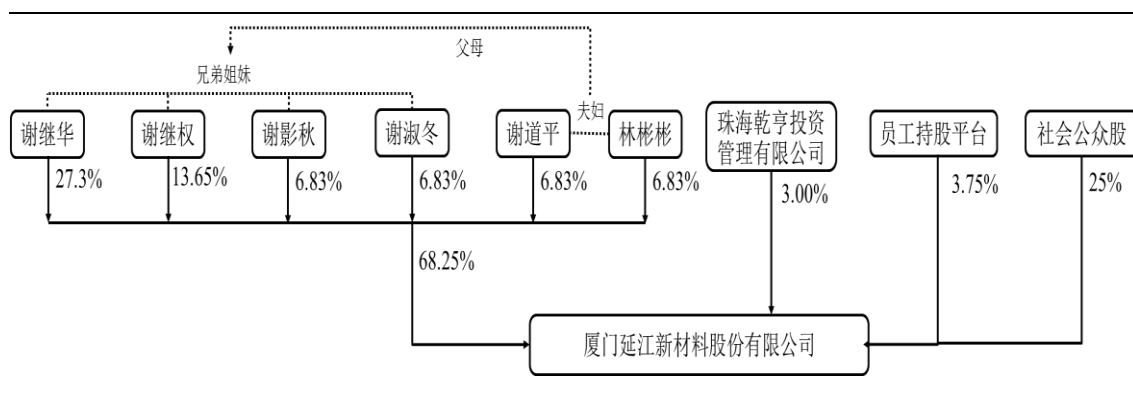 父母
兄弟姐妹
夫妇
谢继华
谢继权
谢影秋
谢淑冬
谢道平
林彬彬
珠海乾亨投资
管理有限公司
员工持股平台
社会公众股
27.3%
13.65%
6.83%
6.83%
6.83%
6.83%
3.00%
3.75%
25%
68.25%
厦门延江新材料股份有限公司